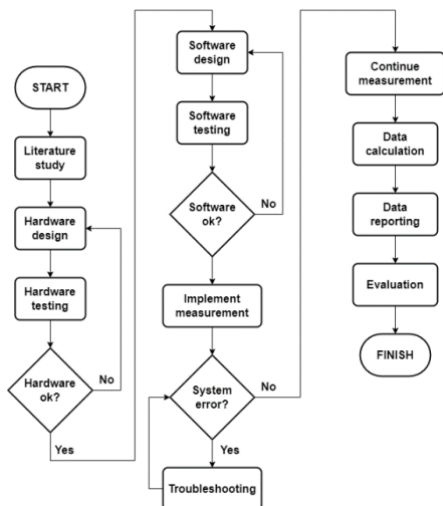 START
Literature
study
Hardware
design
Hardware
testing
Hardware
ok?
No
Yes
Software
design
Software
testing
Software
ok?
No
Implement
measurement
System
error?
No
Yes
Troubleshooting
Continue
measurement
Data
calculation
Data
reporting
Evaluation
FINISH